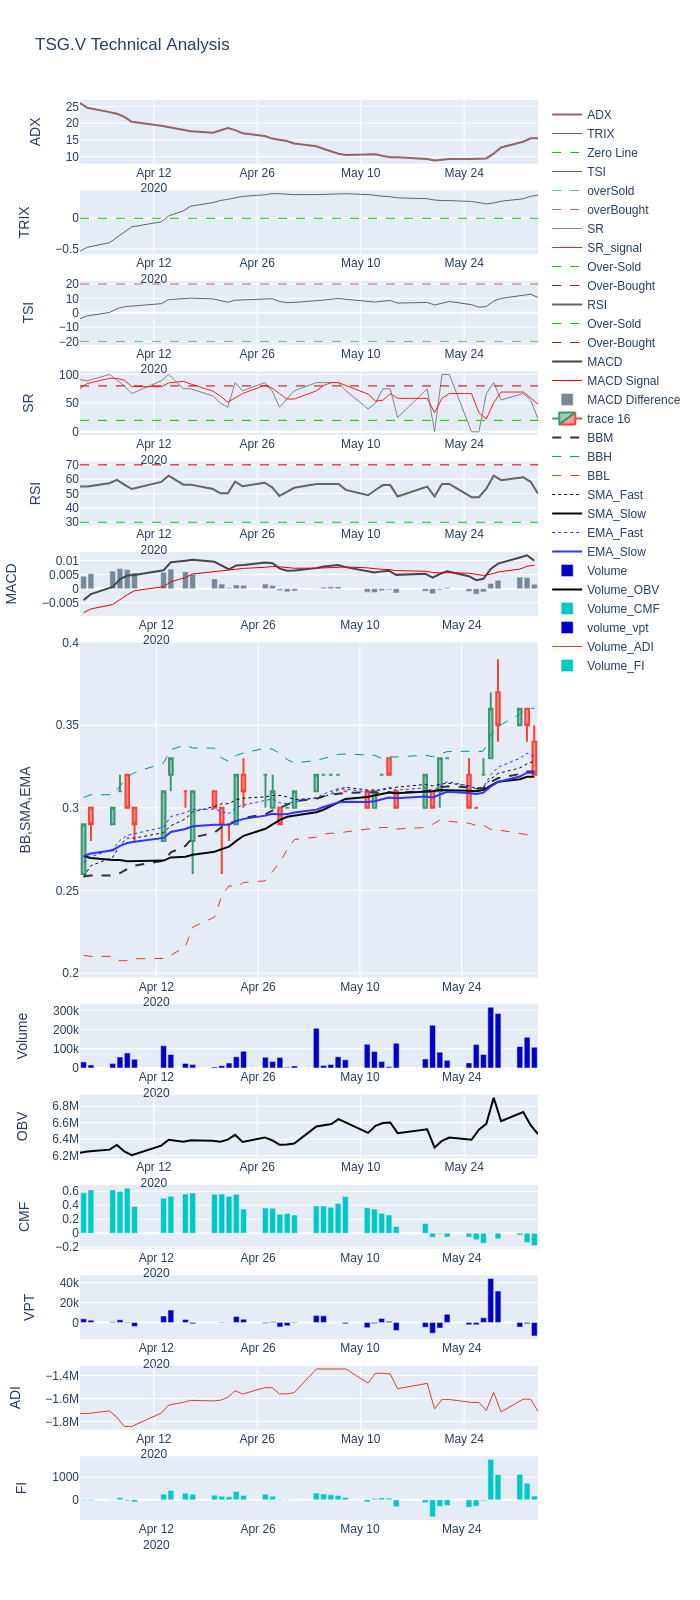 TSG.V Technical Analysis
ADX
25
20
15
10
Apr 12
2020
Apr 26
May 10
May 24
TRIX
0
−0.5
Apr 12
2020
Apr 26
May 10
May 24
TSI
20
10
0
−10
−20
Apr 12
2020
Apr 26
May 10
May 24
SR
100
50
0
Apr 12
2020
Apr 26
May 10
May 24
RSI
70
60
50
40
30
Apr 12
2020
Apr 26
May 10
May 24
MACD
0.01
0.005
0
−0.005
Apr 12
2020
Apr 26
May 10
May 24
BB,SMA,EMA
0.4
0.35
0.3
0.25
0.2
Apr 12
2020
Apr 26
May 10
May 24
Volume
300k
200k
100k
0
Apr 12
2020
Apr 26
May 10
May 24
OBV
6.8M
6.6M
6.4M
6.2M
Apr 12
2020
Apr 26
May 10
May 24
CMF
0.6
0.4
0.2
0
−0.2
Apr 12
2020
Apr 26
May 10
May 24
VPT
40k
20k
0
Apr 12
2020
Apr 26
May 10
May 24
ADI
−1.4M
−1.6M
−1.8M
Apr 12
2020
Apr 26
May 10
May 24
FI
1000
0
Apr 12
2020
Apr 26
May 10
May 24
ADX
TRIX
Zero Line
TSI
overSold
overBought
SR
SR_signal
Over-Sold
Over-Bought
RSI
Over-Sold
Over-Bought
MACD
MACD Signal
MACD Difference
trace 16
BBM
BBH
BBL
SMA_Fast
SMA_Slow
EMA_Fast
EMA_Slow
Volume
Volume_OBV
Volume_CMF
volume_vpt
Volume_ADI
Volume_FI